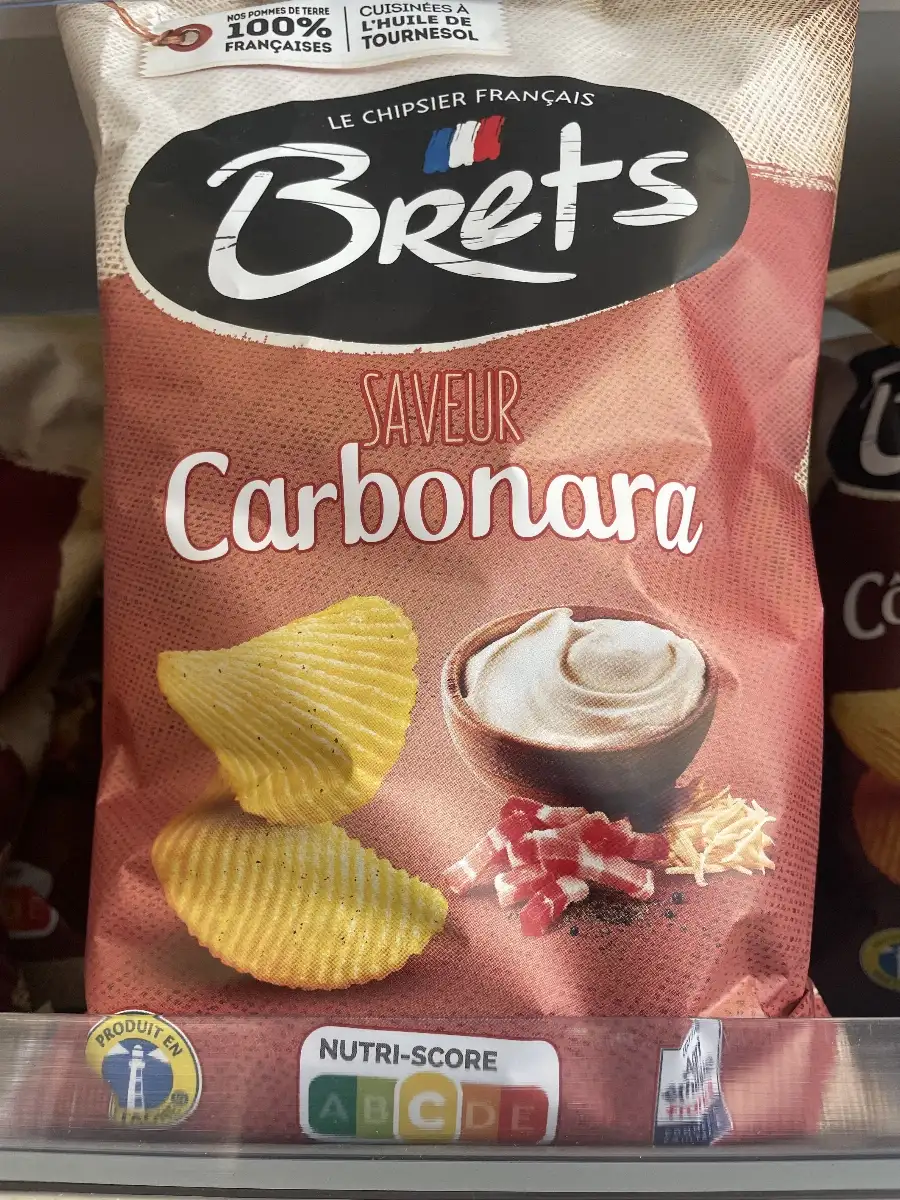 NOS POMMES DE TERRE
100%
FRANÇAISES
CUISINÉES À
L'HUILE DE
TOURNESOL
LE CHIPSIER FRANÇAIS
Brets
SAVEUR
Carbonara
PRODUIT EN
NUTRI-SCORE
A B C D E